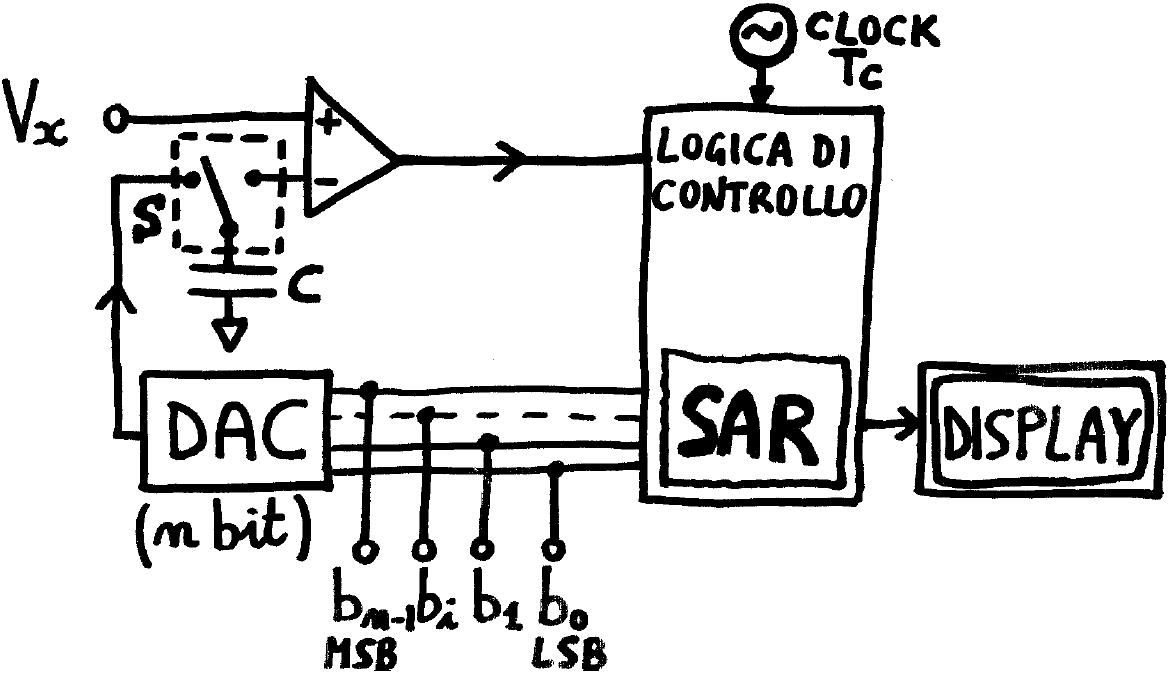 CLOCK
Tc
Vx
+
-
LOGICA DI
CONTROLLO
S
C
DAC
(n bit)
SAR
DISPLAY
bn-1 bi b1 b0
MSB LSB